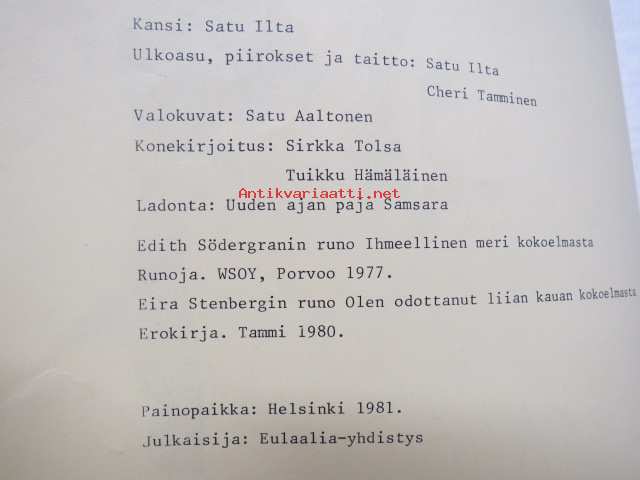 Kansi: Satu Ilta
Ulkoasu, piirokset ja taitto: Satu Ilta
Cheri Tamminen
Valokuvat: Satu Aaltonen
Konekirjoitus: Sirkka Tolsa
Tuikku Hämäläinen
Antikvariaatti.net
Ladonta: Uuden ajan paja Samsara
Edith Södergranin runo Ihmeellinen meri kokoelmasta
Runoja. WSOY, Porvoo 1977.
Eira Stenbergin runo Olen odottanut liian kauan kokoelmasta
Erokirja. Tammi 1980.
Painopaikka: Helsinki 1981.
Julkaisija: Eulaalia-yhdistys